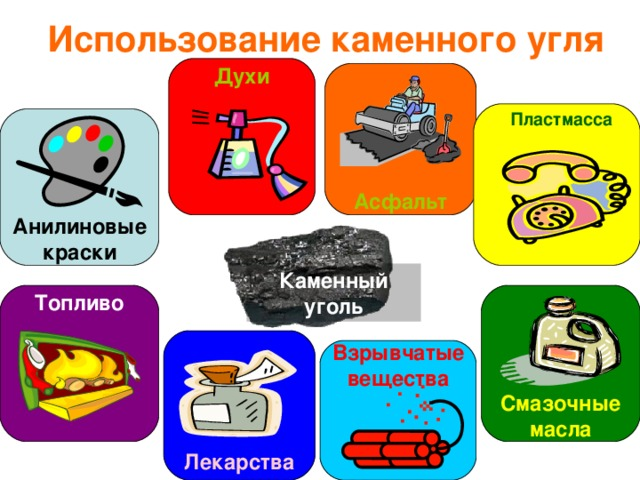 Использование каменного угля
Духи
Асфальт
Пластмасса
Анилиновые
краски
Каменный
уголь
Топливо
Лекарства
Взрывчатые
вещества
Смазочные
масла